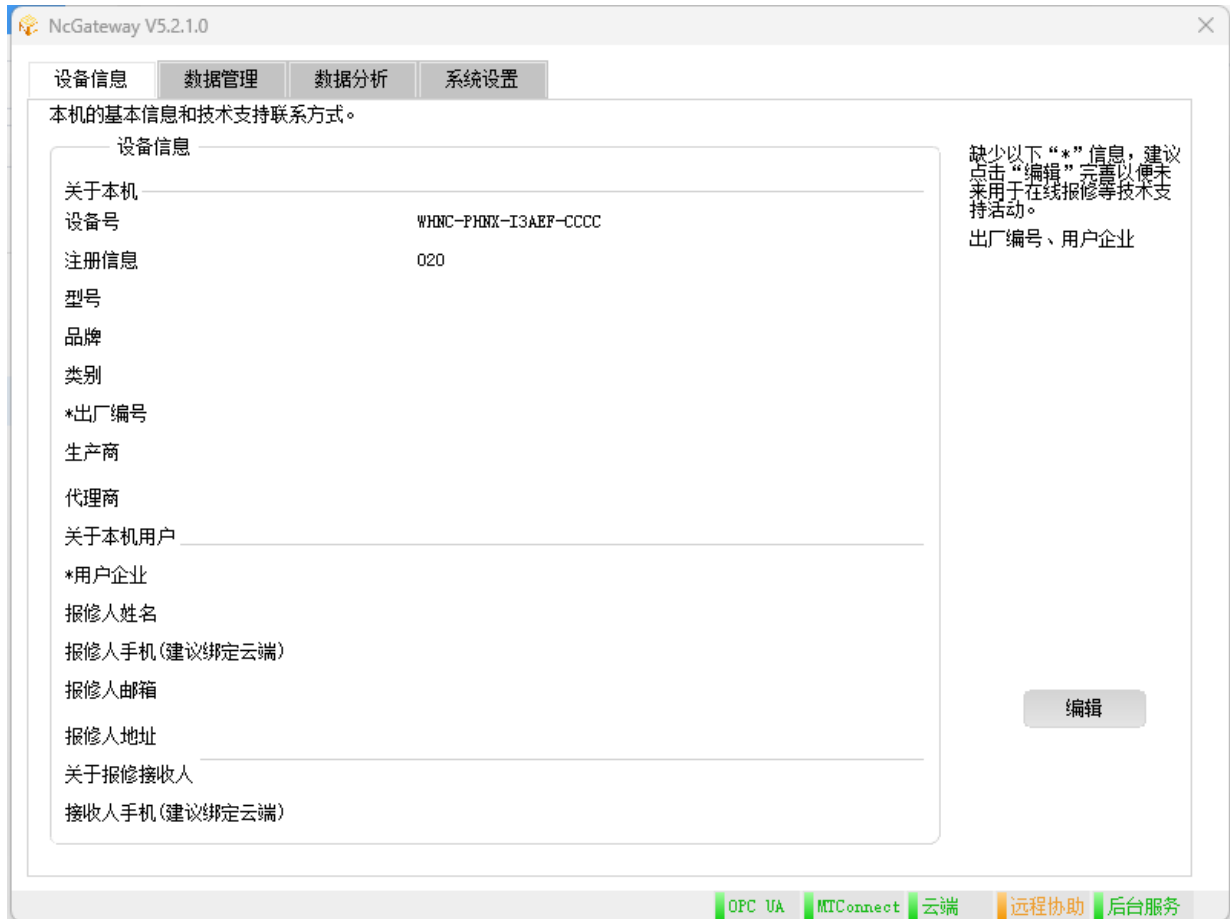 NcGateway V5.2.1.0
设备信息 数据管理 数据分析 系统设置
本机的基本信息和技术支持联系方式。
设备信息
关于本机
设备号 WHNC-PHNX-I3AEF-CCCC
注册信息 020
型号
品牌
类别
*出厂编号
生产商
代理商
关于本机用户
*用户企业
报修人姓名
报修人手机(建议绑定云端)
报修人邮箱
报修人地址
关于报修接收人
接收人手机(建议绑定云端)
缺少以下“*”信息，建议
点击“编辑”完善以便未
来用于在线报修等技术支
持活动。
出厂编号、用户企业
编辑
OPC UA MTConnect 云端 远程协助 后台服务